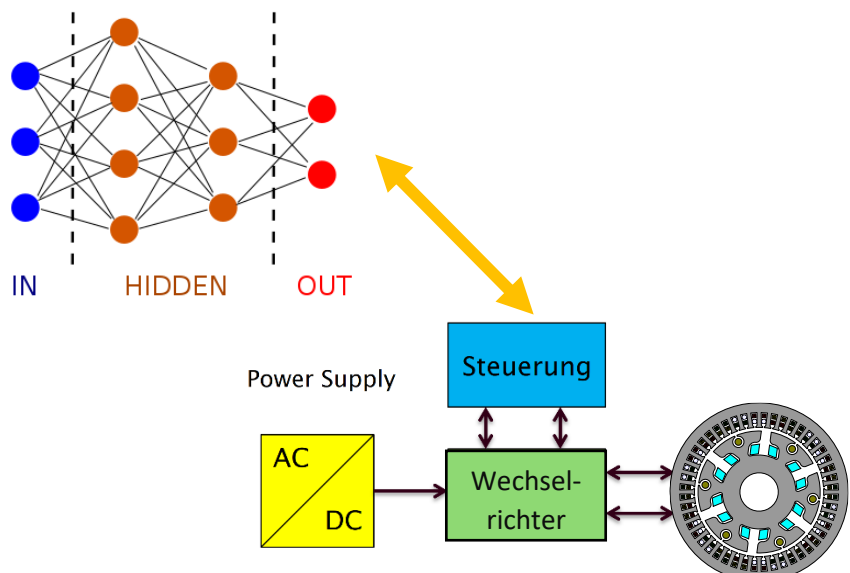 IN
HIDDEN
OUT
Steuerung
Power Supply
AC
DC
Wechsel-
richter